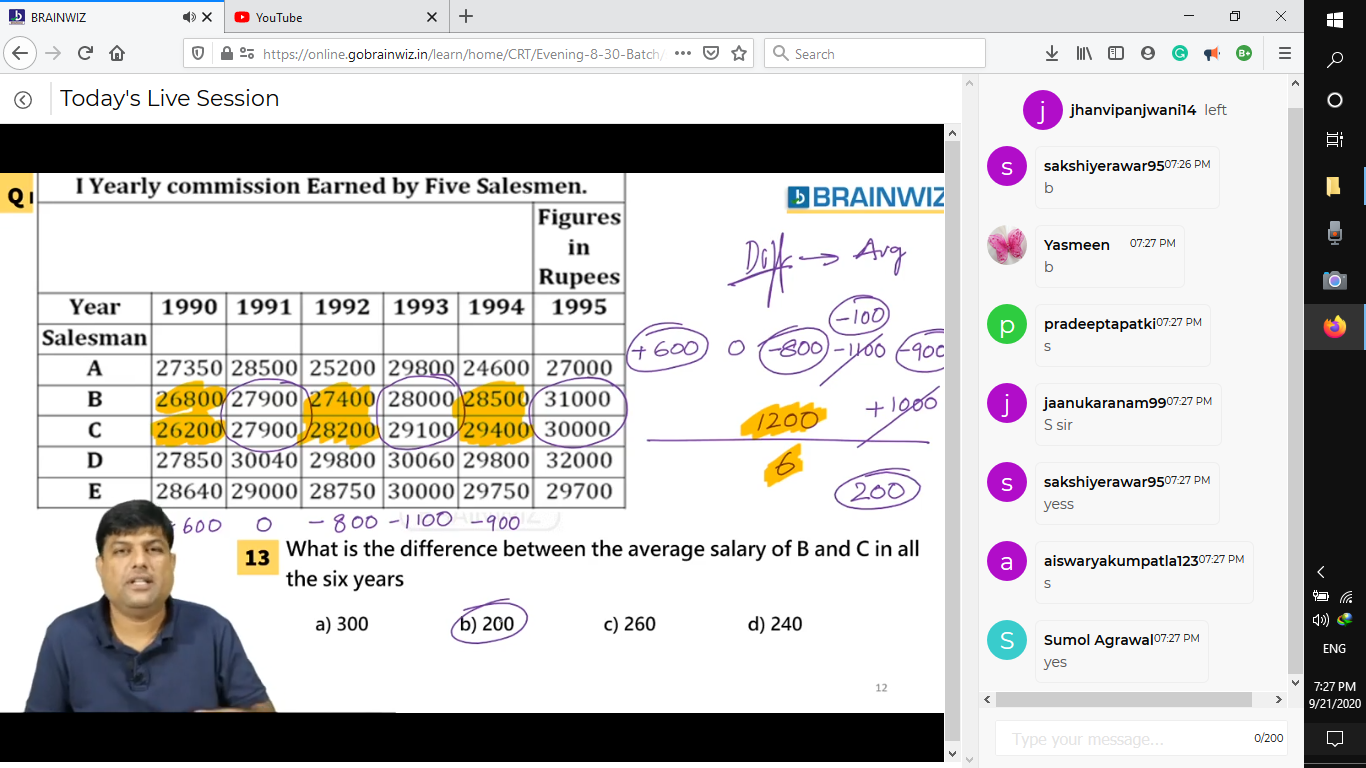 BRAINWIZ
YouTube
https://online.gobrainwiz.in/learn/home/CRT/Evening-8-30-Batch/
Search
Today's Live Session
Q
I Yearly commission Earned by Five Salesmen.
Figures in Rupees
Year 1990 1991 1992 1993 1994 1995
Salesman
A 27350 28500 25200 29800 24600 27000
B 26800 27900 27400 28000 28500 31000
C 26200 27900 28200 29100 29400 30000
D 27850 30040 29800 30060 29800 32000
E 28640 29000 28750 30000 29750 29700
+600 0 -800 -1100 -900
BRAINWIZ
Diff → Avg
-100
+600 0 -800 -1100 -900
+1000
1200
6
200
13 What is the difference between the average salary of B and C in all
the six years
a) 300 b) 200 c) 260 d) 240
12
j jhanvipanjwani14 left
s sakshiyerawar95 07:26 PM
b
Yasmeen 07:27 PM
b
p pradeeptapatki 07:27 PM
s
j jaanukaranam99 07:27 PM
S sir
s sakshiyerawar95 07:27 PM
yess
a aiswaryakumpatla123 07:27 PM
s
S Sumol Agrawal 07:27 PM
yes
Type your message...
0/200
B+
ENG
7:27 PM
9/21/2020